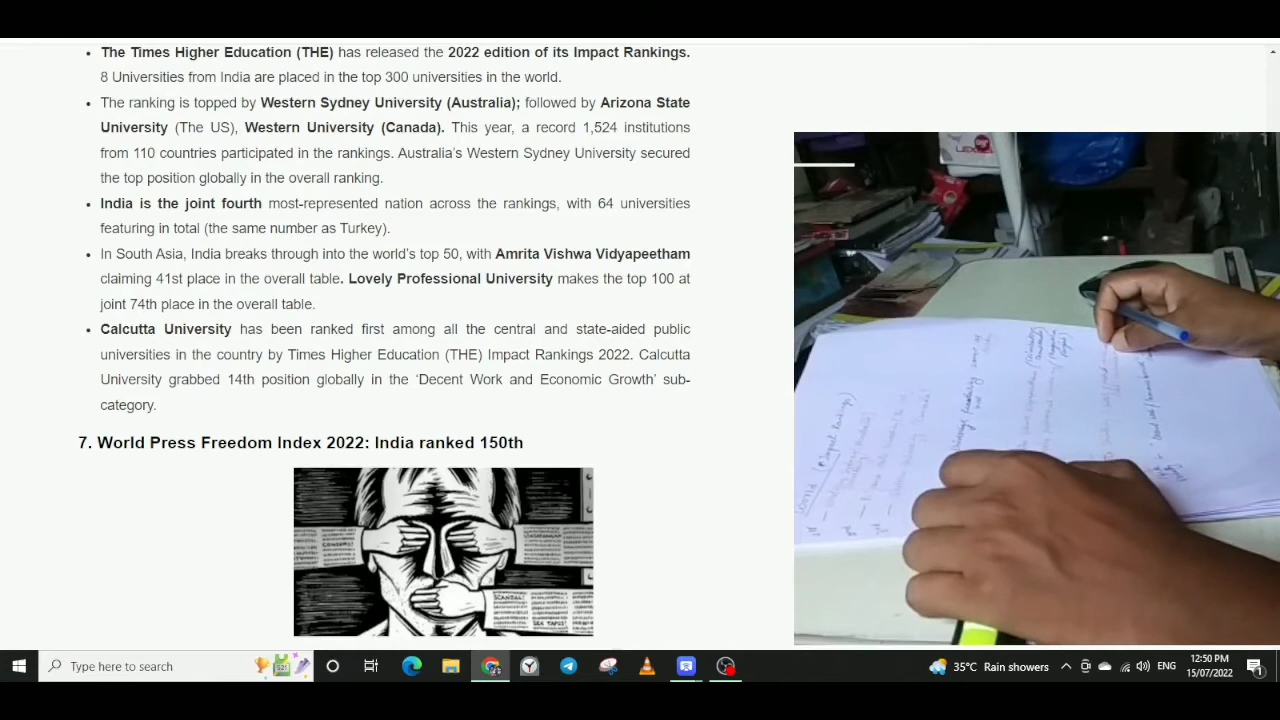 • The Times Higher Education (THE) has released the 2022 edition of its Impact Rankings.
8 Universities from India are placed in the top 300 universities in the world.
• The ranking is topped by Western Sydney University (Australia); followed by Arizona State
University (The US), Western University (Canada). This year, a record 1,524 institutions
from 110 countries participated in the rankings. Australia's Western Sydney University secured
the top position globally in the overall ranking.
• India is the joint fourth most-represented nation across the rankings, with 64 universities
featuring in total (the same number as Turkey).
• In South Asia, India breaks through into the world's top 50, with Amrita Vishwa Vidyapeetham
claiming 41st place in the overall table. Lovely Professional University makes the top 100 at
joint 74th place in the overall table.
• Calcutta University has been ranked first among all the central and state-aided public
universities in the country by Times Higher Education (THE) Impact Rankings 2022. Calcutta
University grabbed 14th position globally in the 'Decent Work and Economic Growth' sub-
category.
7. World Press Freedom Index 2022: India ranked 150th
SCANDAL!
SEX TAPES!
World (Impact Rankings)
1st
2nd
3rd
Type here to search
35°C Rain showers
ENG
12:50 PM
15/07/2022
1